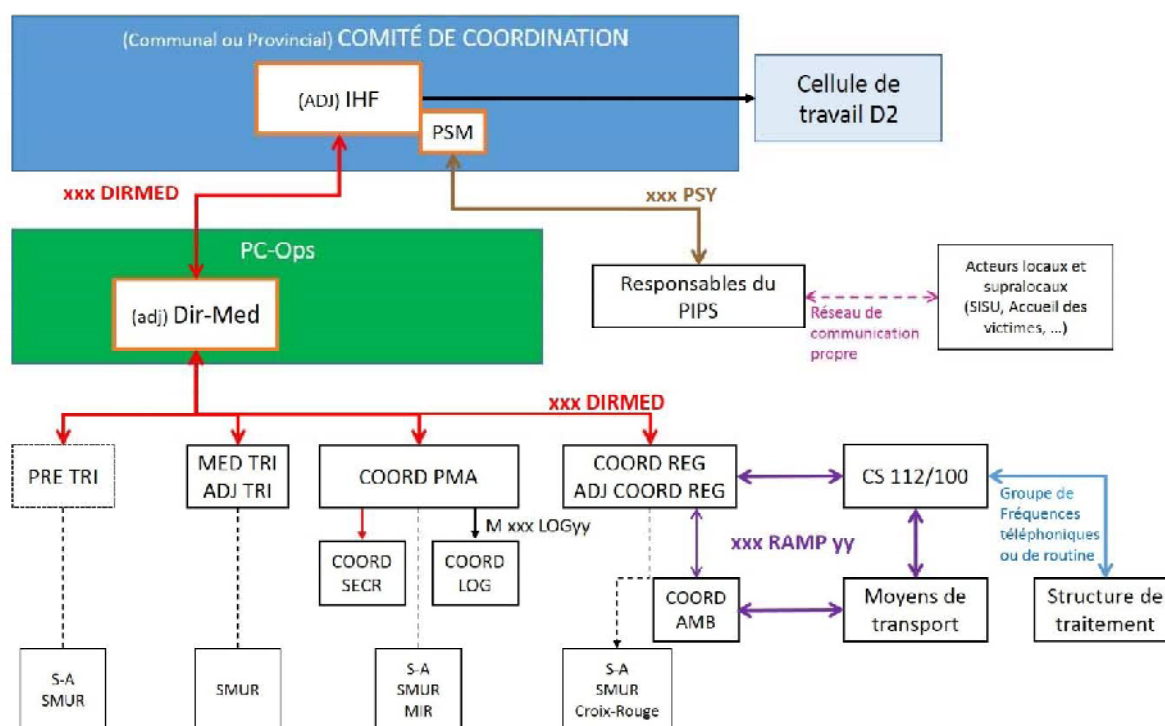 (Communal ou Provincial) COMITÉ DE COORDINATION
(ADJ) IHF
PSM
Cellule de
travail D2
xxx DIRMED
xxx PSY
PC-Ops
(adj) Dir-Med
Responsables du
PIPS
Réseau de
communication
propre
Acteurs locaux et
supralocaux
(SISU, Accueil des
victimes, ...)
xxx DIRMED
PRE TRI
MED TRI
ADJ TRI
COORD PMA
COORD REG
ADJ COORD REG
CS 112/100
Groupe de
Fréquences
téléphoniques
ou de routine
M xxx LOGyy
COORD
SECR
COORD
LOG
xxx RAMP yy
COORD
AMB
Moyens de
transport
Structure de
traitement
S-A
SMUR
SMUR
S-A
SMUR
MIR
S-A
SMUR
Croix-Rouge